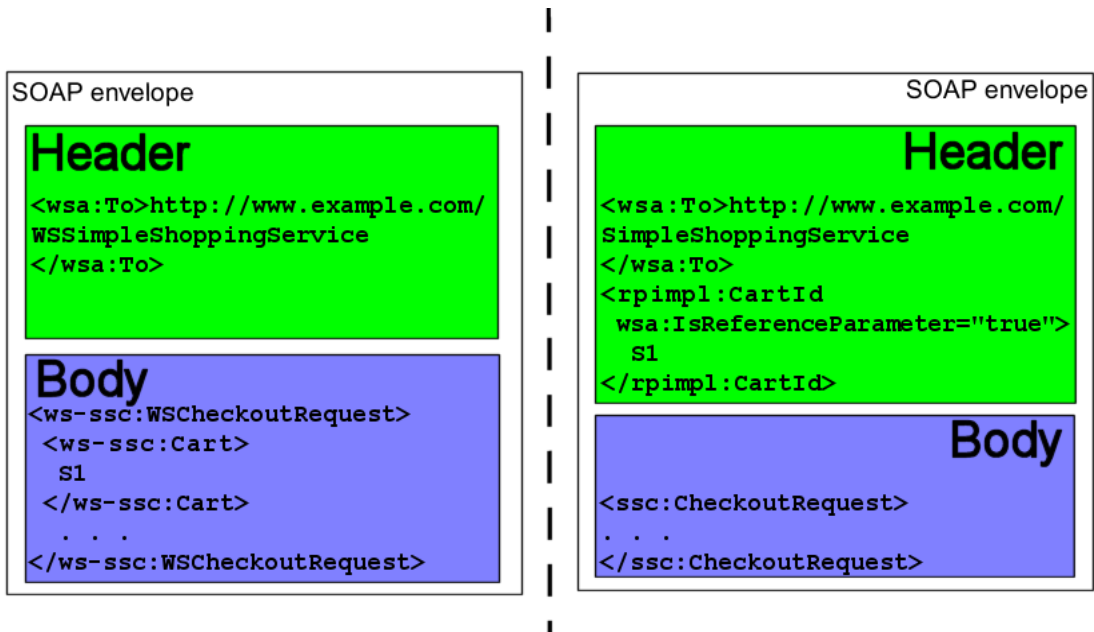 SOAP envelope
Header
<wsa:To>http://www.example.com/
WSSimpleShoppingService
</wsa:To>
Body
<ws-ssc:WSCheckoutRequest>
<ws-ssc:Cart>
S1
</ws-ssc:Cart>
. . .
</ws-ssc:WSCheckoutRequest>
SOAP envelope
Header
<wsa:To>http://www.example.com/
SimpleShoppingService
</wsa:To>
<rpimpl:CartId
wsa:IsReferenceParameter="true">
S1
</rpimpl:CartId>
Body
<ssc:CheckoutRequest>
. . .
</ssc:CheckoutRequest>